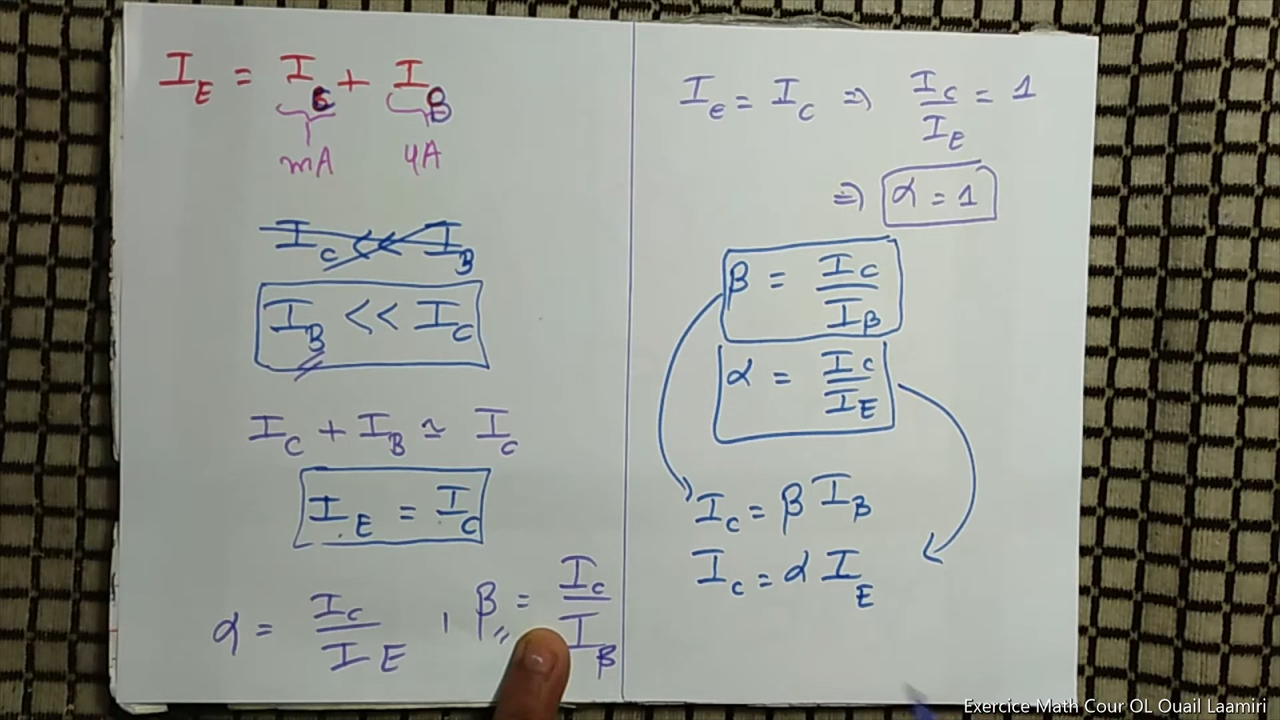 I_E = I_C + I_B
mA μA
I_C << I_B
I_B << I_C
I_C + I_B ≃ I_C
I_E = I_C
α = I_C / I_E , β = I_C / I_B
I_e = I_C ⇒ I_C / I_E = 1
⇒ α = 1
β = I_C / I_B
α = I_C / I_E
I_C = β I_B
I_C = α I_E
Exercice Math Cour OL Ouail Laamiri